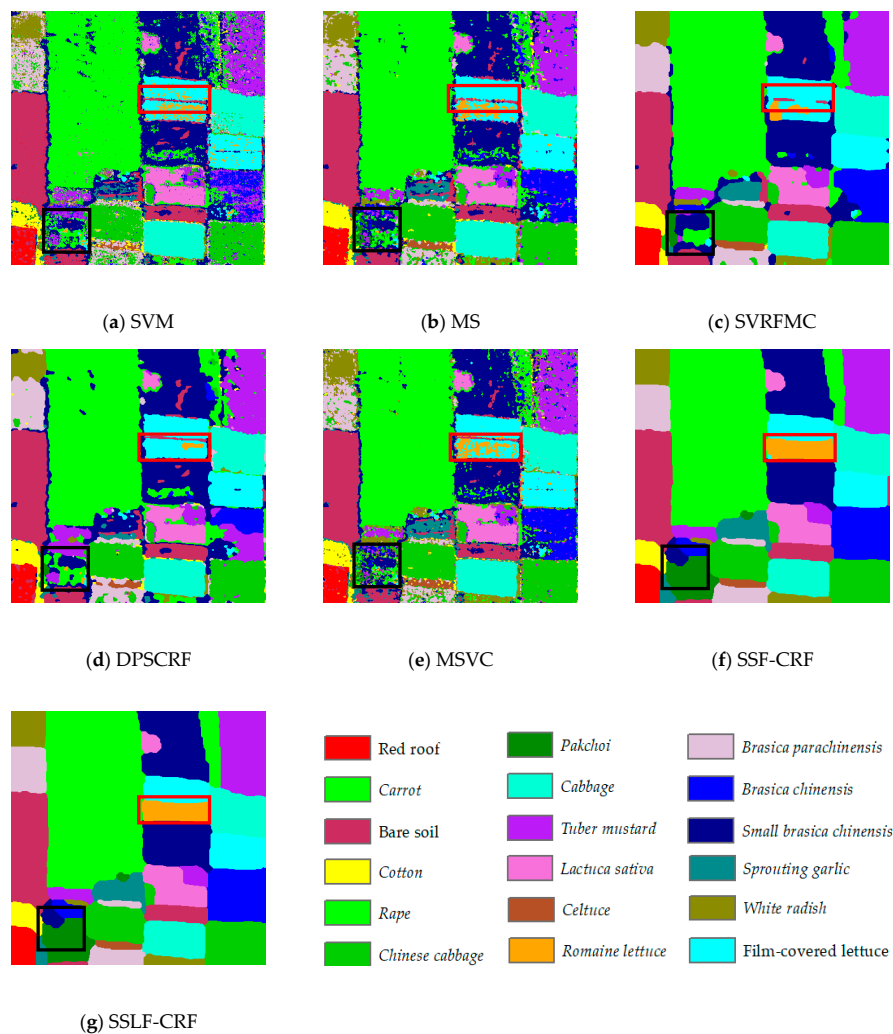 (a) SVM
(b) MS
(c) SVRFMC
(d) DPSCRF
(e) MSVC
(f) SSF-CRF
Red roof
Carrot
Bare soil
Cotton
Rape
Chinese cabbage
Pakchoi
Cabbage
Tuber mustard
Lactuca sativa
Celtuce
Romaine lettuce
Brasica parachinensis
Brasica chinensis
Small brasica chinensis
Sprouting garlic
White radish
Film-covered lettuce
(g) SSLF-CRF